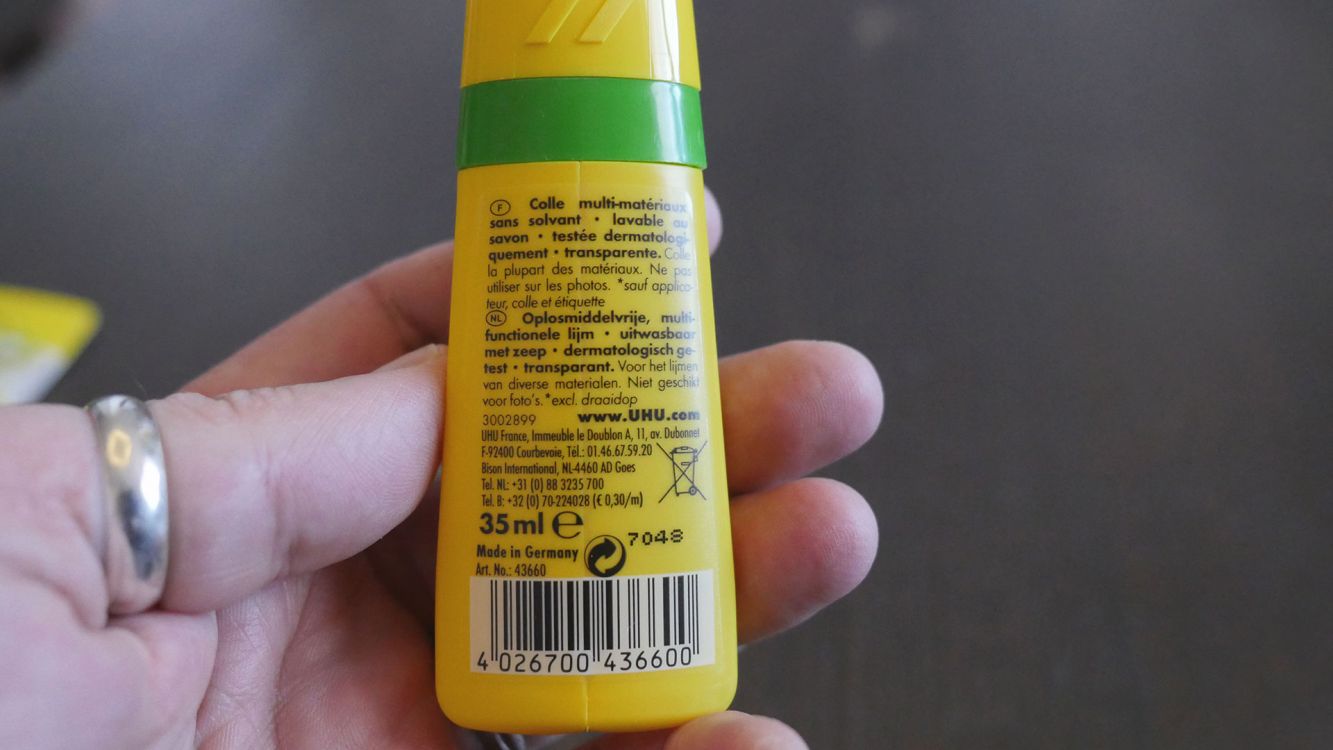 F Colle multi-matériaux
sans solvant • lavable au
savon • testée dermatologi-
quement • transparente. Colle
la plupart des matériaux. Ne pas
utiliser sur les photos. *sauf applica-
teur, colle et étiquette
NL Oplosmiddelvrije, multi-
functionele lijm • uitwasbaar
met zeep • dermatologisch ge-
test • transparant. Voor het lijmen
van diverse materialen. Niet geschikt
voor foto's. *excl. draaidop
3002899 www.UHU.com
UHU France, Immeuble le Doublon A, 11, av. Dubonnet
F-92400 Courbevoie, Tél.: 01.46.67.59.20
Bison International, NL-4460 AD Goes
Tel. NL: +31 (0) 88 3235 700
Tel. B: +32 (0) 70-224028 (€ 0,30/m)
35 ml e
7048
Made in Germany
Art. No.: 43660
4 026700 436600